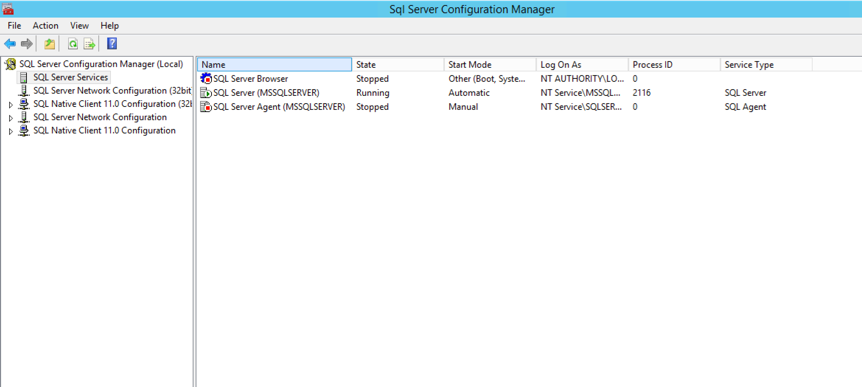 Sql Server Configuration Manager
File Action View Help
SQL Server Configuration Manager (Local)
SQL Server Services
SQL Server Network Configuration (32bit
SQL Native Client 11.0 Configuration (32l
SQL Server Network Configuration
SQL Native Client 11.0 Configuration
Name State Start Mode Log On As Process ID Service Type
SQL Server Browser Stopped Other (Boot, Syste... NT AUTHORITY\LO... 0
SQL Server (MSSQLSERVER) Running Automatic NT Service\MSSQL... 2116 SQL Server
SQL Server Agent (MSSQLSERVER) Stopped Manual NT Service\SQLSER... 0 SQL Agent